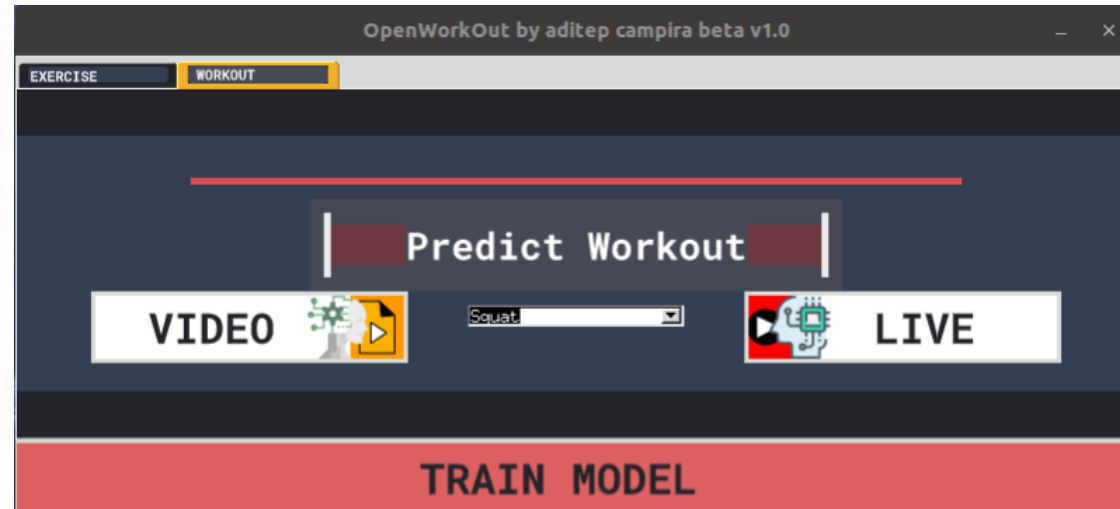 OpenWorkOut by aditep campira beta v1.0
EXERCISE WORKOUT
Predict Workout
VIDEO Squat LIVE
TRAIN MODEL